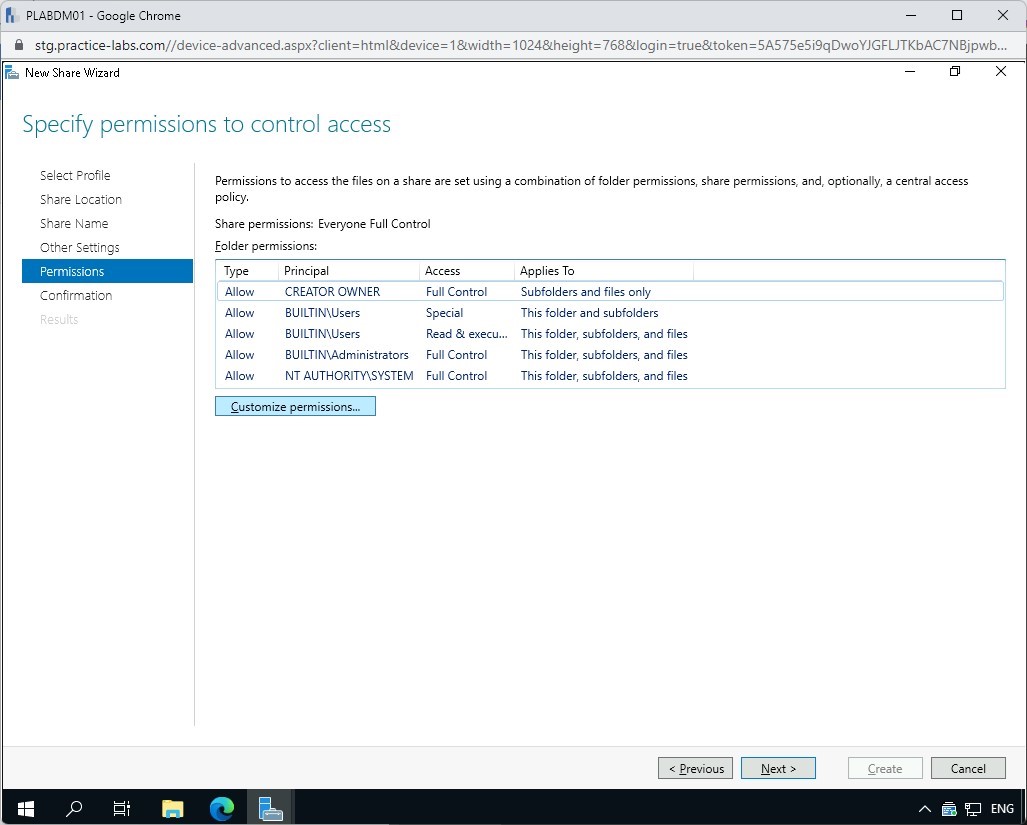 PLABDM01 - Google Chrome
stg.practice-labs.com//device-advanced.aspx?client=html&device=1&width=1024&height=768&login=true&token=5A575e5i9qDwoYJGFLJTKbAC7NBjpwb...
New Share Wizard
Specify permissions to control access
Select Profile
Share Location
Share Name
Other Settings
Permissions
Confirmation
Results
Permissions to access the files on a share are set using a combination of folder permissions, share permissions, and, optionally, a central access
policy.
Share permissions: Everyone Full Control
Folder permissions:
Type Principal Access Applies To
Allow CREATOR OWNER Full Control Subfolders and files only
Allow BUILTIN\Users Special This folder and subfolders
Allow BUILTIN\Users Read & execu... This folder, subfolders, and files
Allow BUILTIN\Administrators Full Control This folder, subfolders, and files
Allow NT AUTHORITY\SYSTEM Full Control This folder, subfolders, and files
Customize permissions...
< Previous Next > Create Cancel
ENG